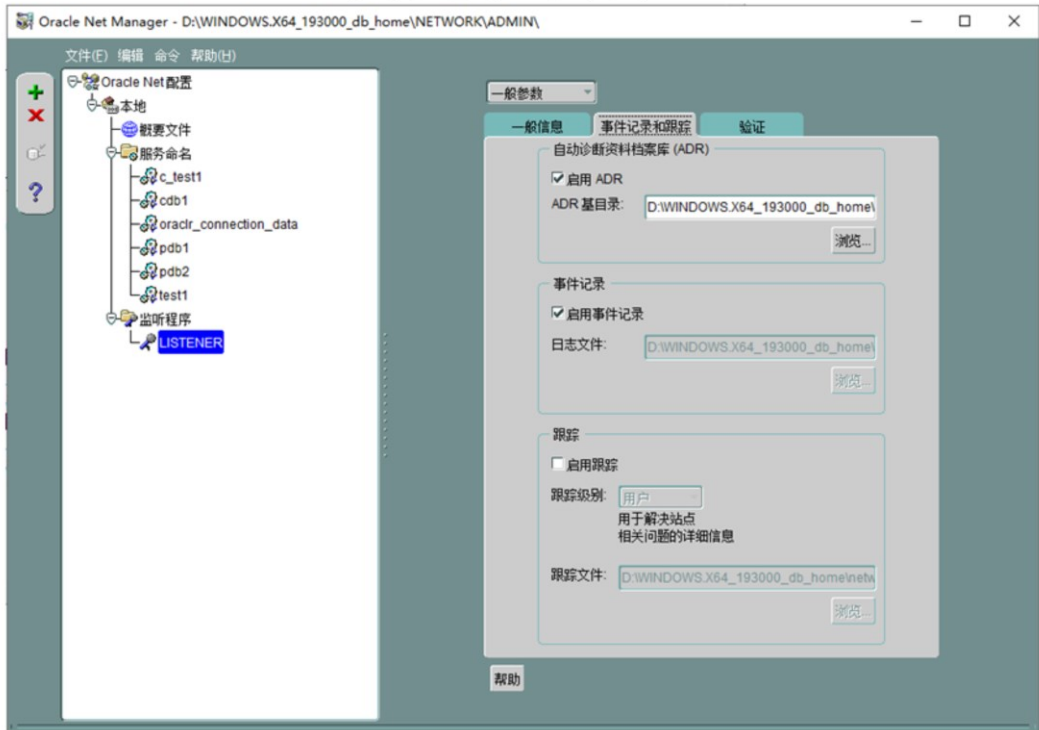 Oracle Net Manager - D:\WINDOWS.X64_193000_db_home\NETWORK\ADMIN\
文件(F) 编辑 命令 帮助(H)
Oracle Net 配置
本地
概要文件
服务命名
c_test1
cdb1
oraclr_connection_data
pdb1
pdb2
test1
监听程序
LISTENER
一般参数
一般信息 事件记录和跟踪 验证
自动诊断资料档案库 (ADR)
启用 ADR
ADR 基目录: D:\WINDOWS.X64_193000_db_home\
浏览...
事件记录
启用事件记录
日志文件: D:\WINDOWS.X64_193000_db_home\
浏览...
跟踪
启用跟踪
跟踪级别: 用户
用于解决站点
相关问题的详细信息
跟踪文件: D:\WINDOWS.X64_193000_db_home\netw
浏览...
帮助